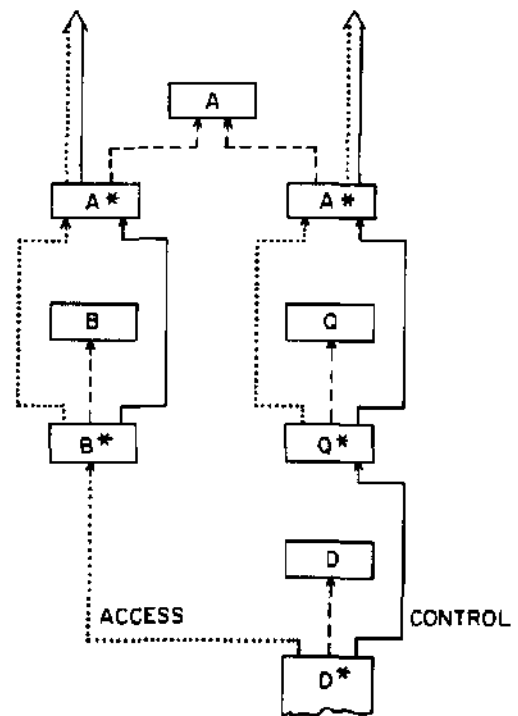 A
A* A*
B Q
B* Q*
D
ACCESS CONTROL
D*